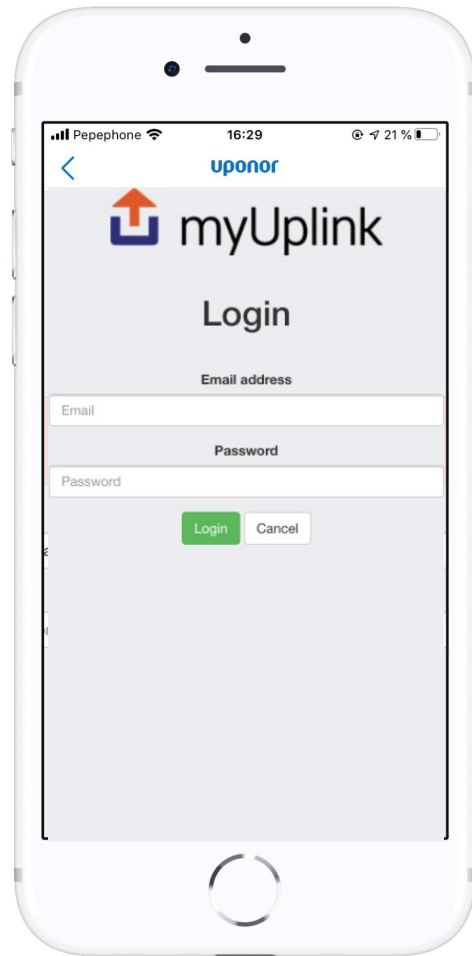 Pepephone 16:29 21 %
uponor
myUplink
Login
Email address
Email
Password
Password
Login Cancel